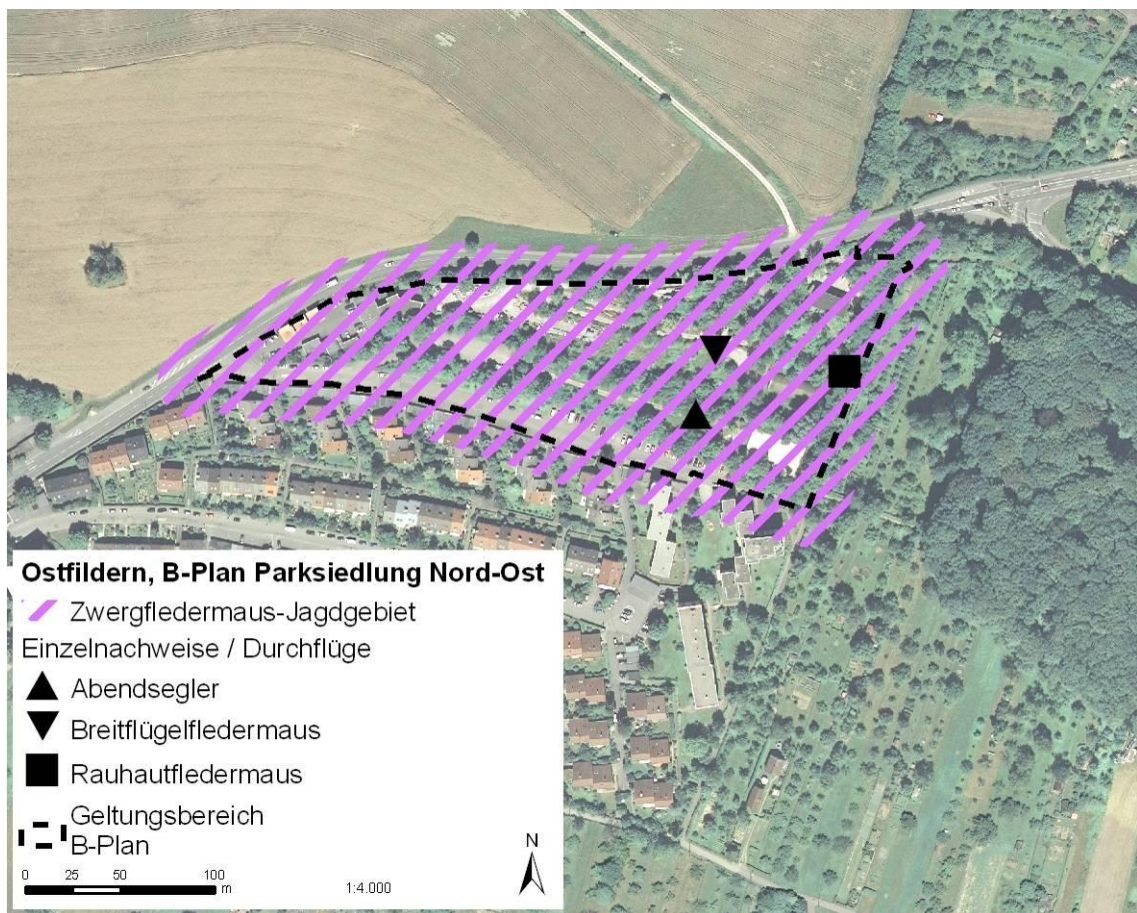 Ostfildern, B-Plan Parksiedlung Nord-Ost
Zwergfledermaus-Jagdgebiet
Einzelnachweise / Durchflüge
Abendsegler
Breitflügelfledermaus
Rauhautfledermaus
Geltungsbereich
B-Plan
N
0 25 50 100
m
1:4.000